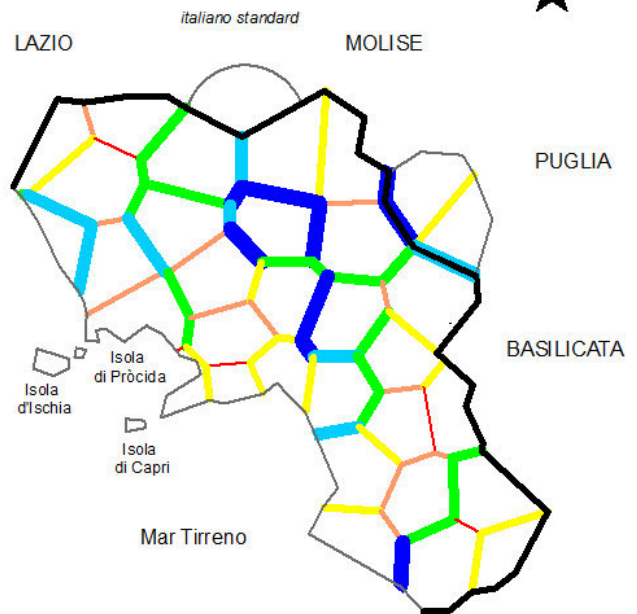 italiano standard
LAZIO
MOLISE
PUGLIA
BASILICATA
Isola
di Pròcida
Isola
d'Ischia
Isola
di Capri
Mar Tirreno